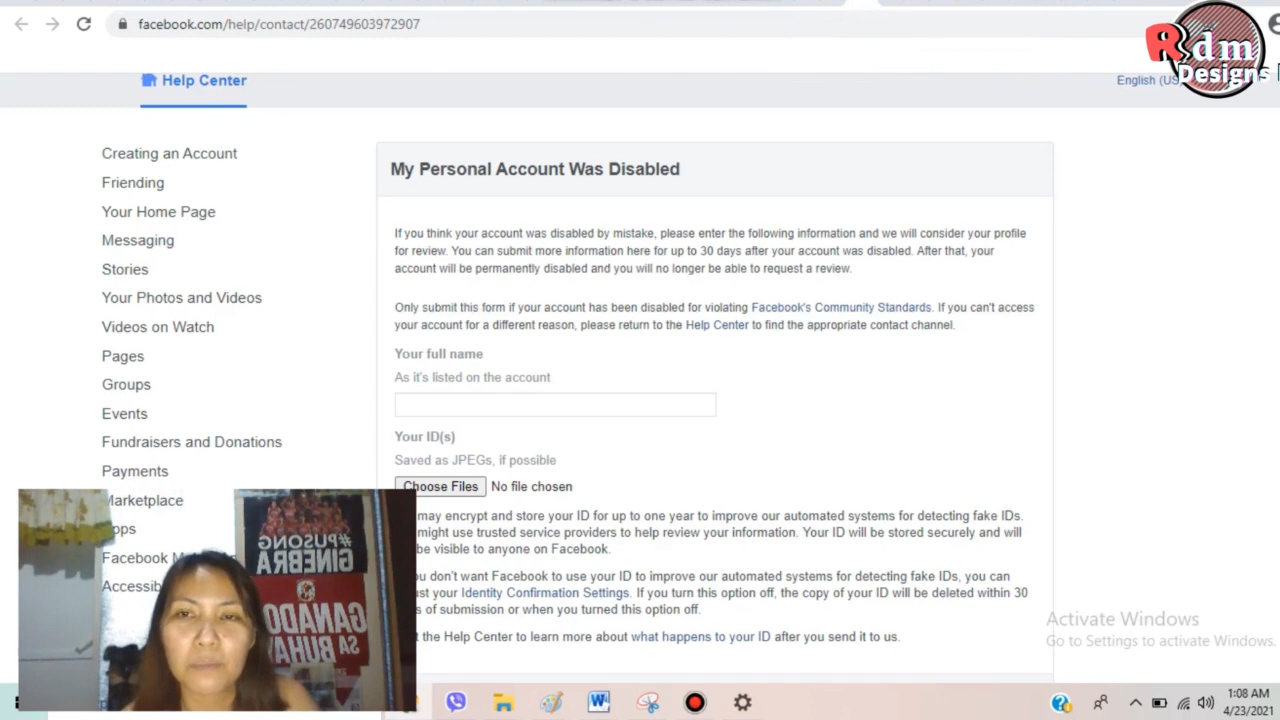 facebook.com/help/contact/260749603972907
Rdm
Designs
Help Center
English (US
Creating an Account
Friending
Your Home Page
Messaging
Stories
Your Photos and Videos
Videos on Watch
Pages
Groups
Events
Fundraisers and Donations
Payments
Marketplace
Apps
Facebook M
Accessib
My Personal Account Was Disabled
If you think your account was disabled by mistake, please enter the following information and we will consider your profile
for review. You can submit more information here for up to 30 days after your account was disabled. After that, your
account will be permanently disabled and you will no longer be able to request a review.
Only submit this form if your account has been disabled for violating Facebook's Community Standards. If you can't access
your account for a different reason, please return to the Help Center to find the appropriate contact channel.
Your full name
As it's listed on the account
Your ID(s)
Saved as JPEGs, if possible
Choose Files No file chosen
may encrypt and store your ID for up to one year to improve our automated systems for detecting fake IDs.
might use trusted service providers to help review your information. Your ID will be stored securely and will
be visible to anyone on Facebook.
you don't want Facebook to use your ID to improve our automated systems for detecting fake IDs, you can
ust your Identity Confirmation Settings. If you turn this option off, the copy of your ID will be deleted within 30
s of submission or when you turned this option off.
t the Help Center to learn more about what happens to your ID after you send it to us.
#PUSONG
GINEBRA
GANADO
SA BUHA
Activate Windows
Go to Settings to activate Windows.
1:08 AM
4/23/2021